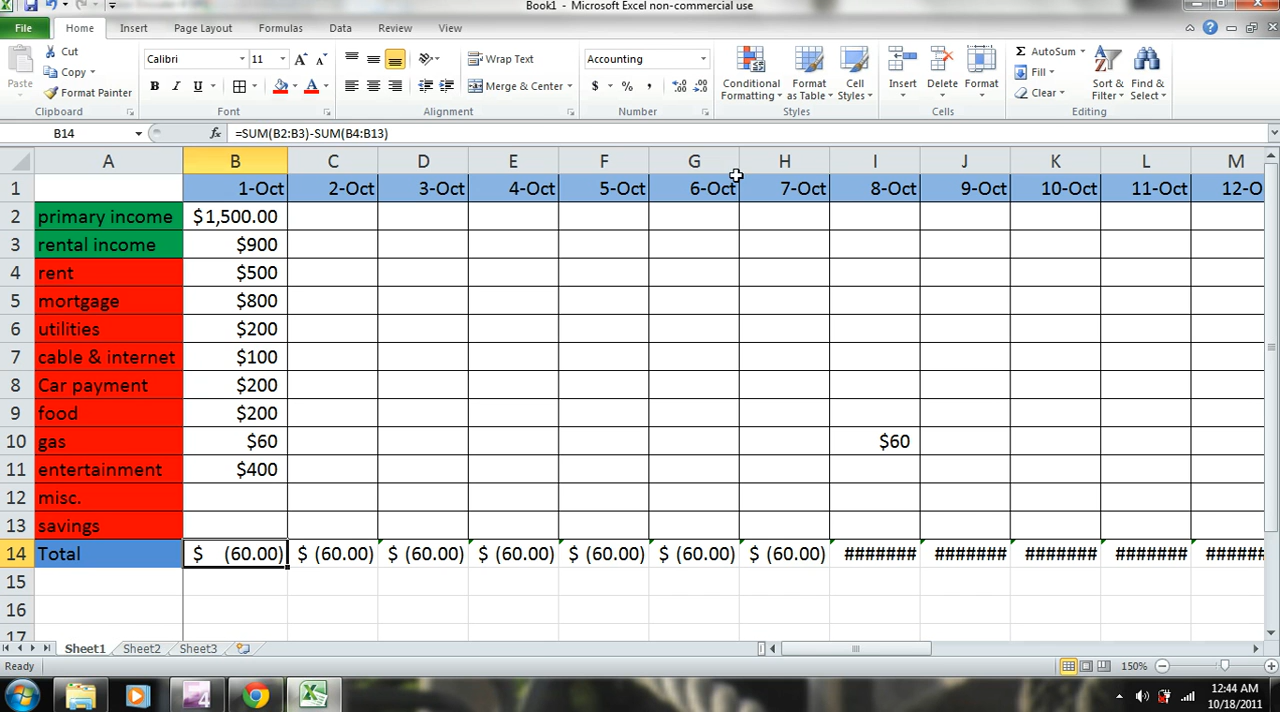 Book1 - Microsoft Excel non-commercial use
File Home Insert Page Layout Formulas Data Review View
Paste
Cut
Copy
Format Painter
Clipboard
Calibri 11
B I U
Font
Wrap Text
Merge & Center
Alignment
Accounting
$ % ,
Number
Conditional Formatting
Format as Table
Cell Styles
Styles
Insert Delete Format
Cells
AutoSum
Fill
Clear
Sort & Filter
Find & Select
Editing
B14 fx =SUM(B2:B3)-SUM(B4:B13)
A B C D E F G H I J K L M
1 1-Oct 2-Oct 3-Oct 4-Oct 5-Oct 6-Oct 7-Oct 8-Oct 9-Oct 10-Oct 11-Oct 12-O
2 primary income $1,500.00
3 rental income $900
4 rent $500
5 mortgage $800
6 utilities $200
7 cable & internet $100
8 Car payment $200
9 food $200
10 gas $60 $60
11 entertainment $400
12 misc.
13 savings
14 Total $ (60.00) $ (60.00) $ (60.00) $ (60.00) $ (60.00) $ (60.00) $ (60.00) ####### ####### ####### ####### ######
15
16
17
Sheet1 Sheet2 Sheet3
Ready 150%
12:44 AM
10/18/2011